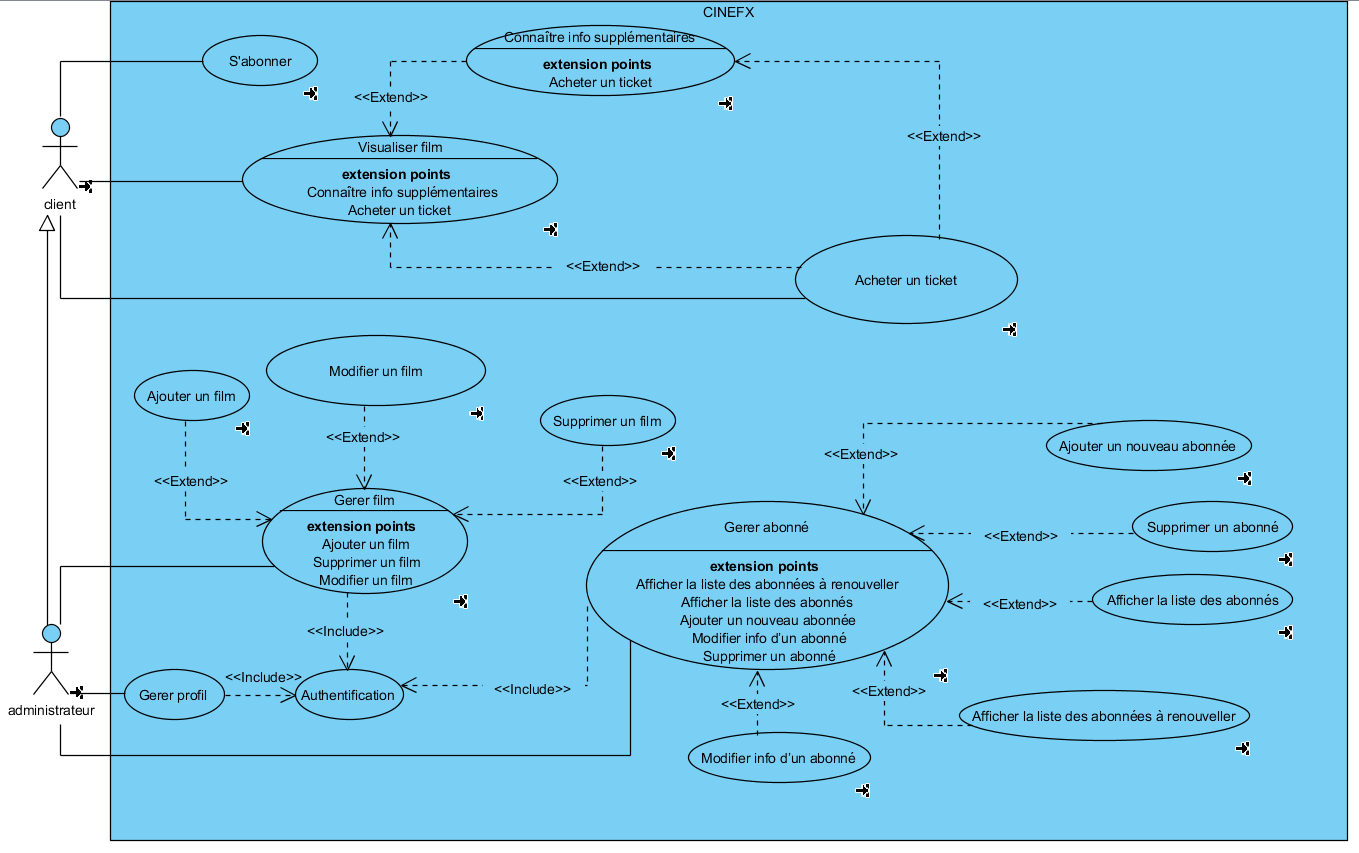 CINEFX
S'abonner
Connaître info supplémentaires
extension points
Acheter un ticket
<<Extend>>
<<Extend>>
Visualiser film
extension points
Connaître info supplémentaires
Acheter un ticket
client
<<Extend>>
Acheter un ticket
Modifier un film
Ajouter un film
Supprimer un film
<<Extend>>
<<Extend>>
<<Extend>>
Ajouter un nouveau abonnée
<<Extend>>
Gerer film
extension points
Ajouter un film
Supprimer un film
Modifier un film
Gerer abonné
extension points
Afficher la liste des abonnées à renouveller
Afficher la liste des abonnés
Ajouter un nouveau abonnée
Modifier info d'un abonné
Supprimer un abonné
Supprimer un abonné
<<Extend>>
Afficher la liste des abonnés
<<Extend>>
<<Include>>
administrateur
Gerer profil
<<Include>>
Authentification
<<Include>>
<<Extend>>
<<Extend>>
Afficher la liste des abonnées à renouveller
Modifier info d'un abonné